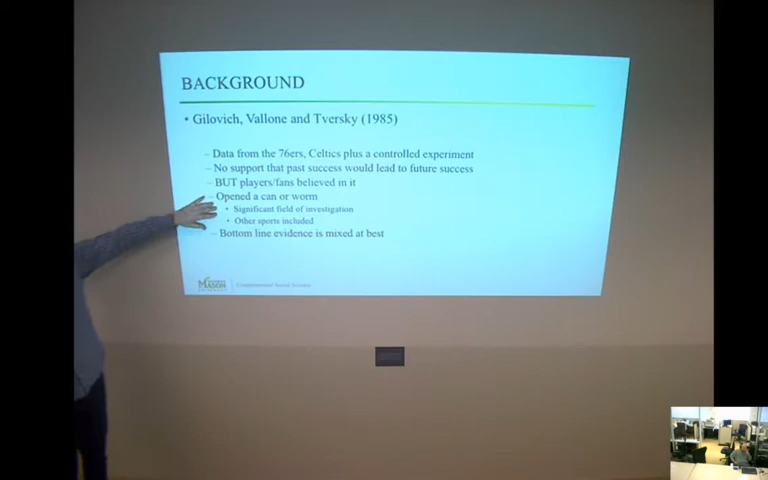 BACKGROUND
• Gilovich, Vallone and Tversky (1985)
– Data from the 76ers, Celtics plus a controlled experiment
– No support that past success would lead to future success
– BUT players/fans believed in it
– Opened a can or worm
• Significant field of investigation
• Other sports included
– Bottom line evidence is mixed at best
MASON
Computational Social Science